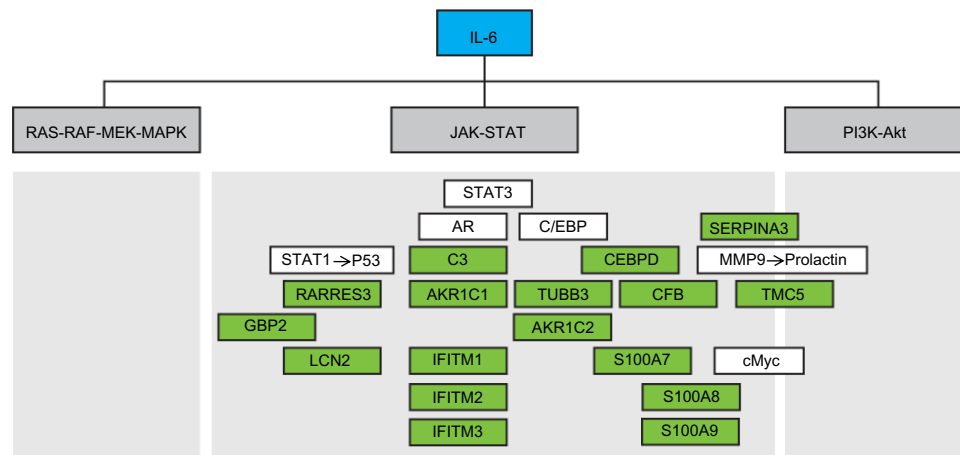 IL-6
RAS-RAF-MEK-MAPK
JAK-STAT
PI3K-Akt
STAT3
AR
C/EBP
SERPINA3
STAT1→P53
C3
CEBPD
MMP9→Prolactin
RARRES3
AKR1C1
TUBB3
CFB
TMC5
GBP2
AKR1C2
LCN2
IFITM1
S100A7
cMyc
IFITM2
S100A8
IFITM3
S100A9